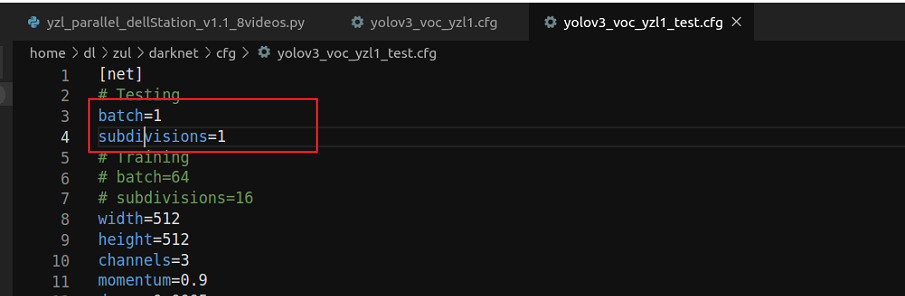 yzl_parallel_dellStation_v1.1_8videos.py yolov3_voc_yzl1.cfg yolov3_voc_yzl1_test.cfg
home > dl > zul > darknet > cfg > yolov3_voc_yzl1_test.cfg
1 [net]
2 # Testing
3 batch=1
4 subdivisions=1
5 # Training
6 # batch=64
7 # subdivisions=16
8 width=512
9 height=512
10 channels=3
11 momentum=0.9